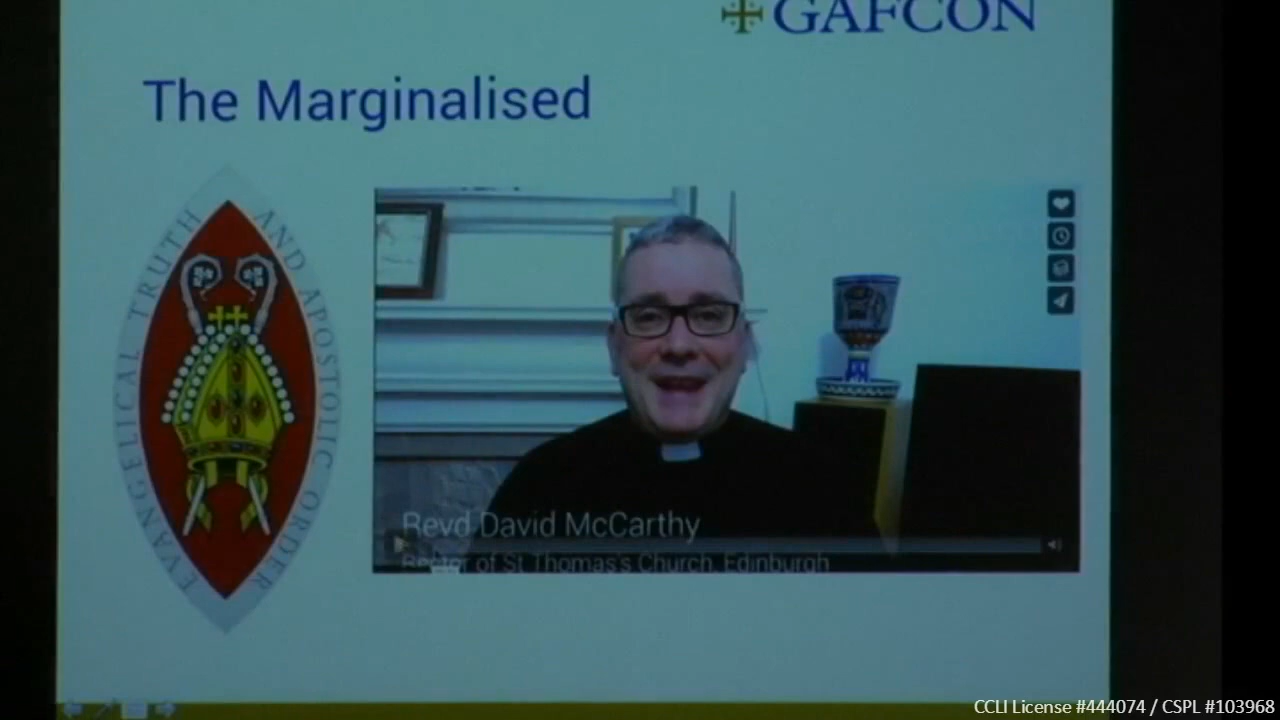 GAFCON
The Marginalised
EVANGELICAL TRUTH AND APOSTOLIC ORDER
Revd David McCarthy
Rector of St Thomas's Church, Edinburgh
CCLI License #444074 / CSPL #103968